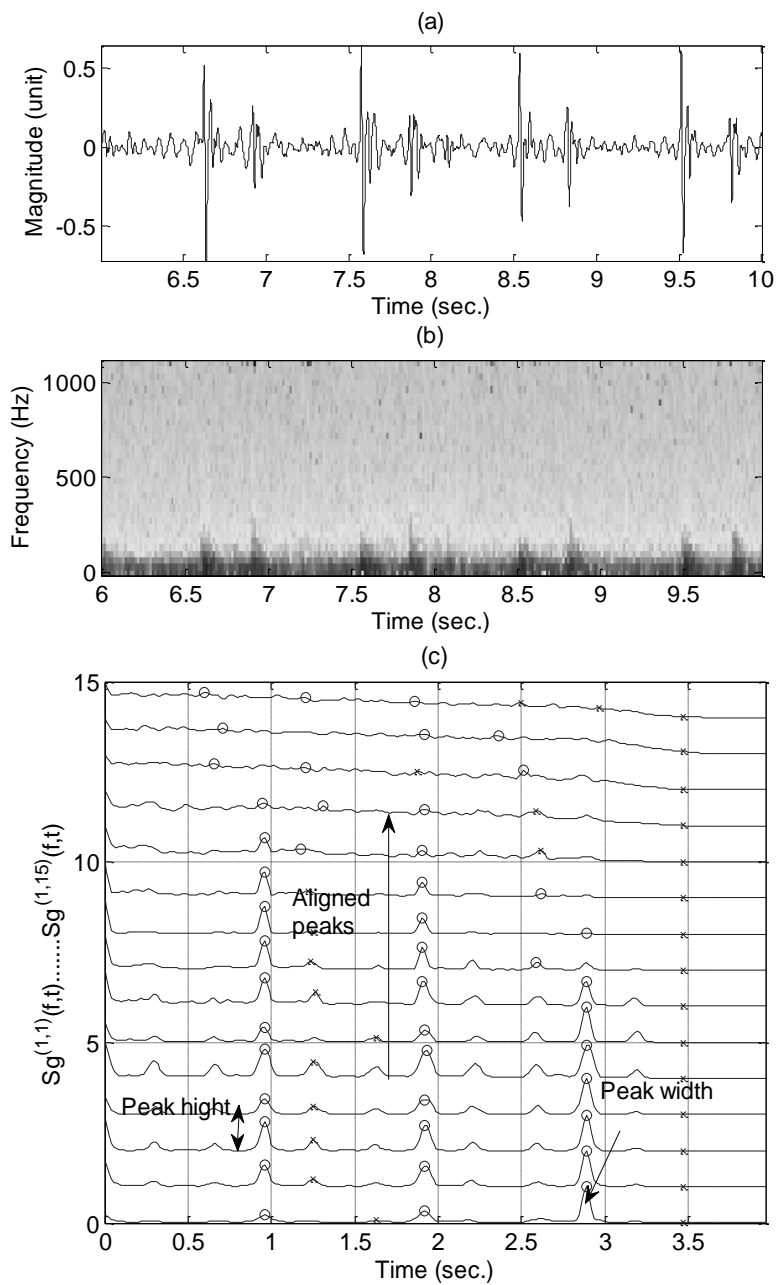 (a)
0.5
0
-0.5
Magnitude (unit)
6.5 7 7.5 8 8.5 9 9.5 10
Time (sec.)
(b)
1000
500
0
Frequency (Hz)
6 6.5 7 7.5 8 8.5 9 9.5
Time (sec.)
(c)
15
10
5
0
Sg(1,1)(f,t)........Sg(1,15)(f,t)
Aligned
peaks
Peak hight
Peak width
0 0.5 1 1.5 2 2.5 3 3.5
Time (sec.)